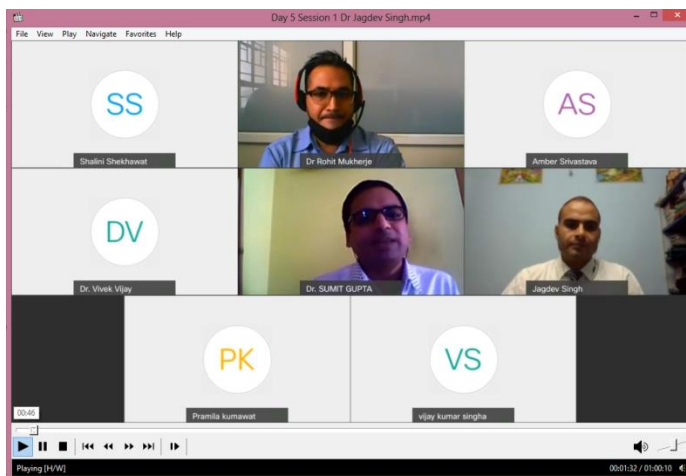 Day 5 Session 1 Dr Jagdev Singh.mp4
File View Play Navigate Favorites Help
SS
AS
Shalini Shekhawat
Dr Rohit Mukherje
Amber Srivastava
DV
Dr. Vivek Vijay
Dr. SUMIT GUPTA
Jagdev Singh
PK
VS
Pramila kumawat
vijay kumar singha
00:46
Playing [H/W]
00:01:32 / 01:00:10